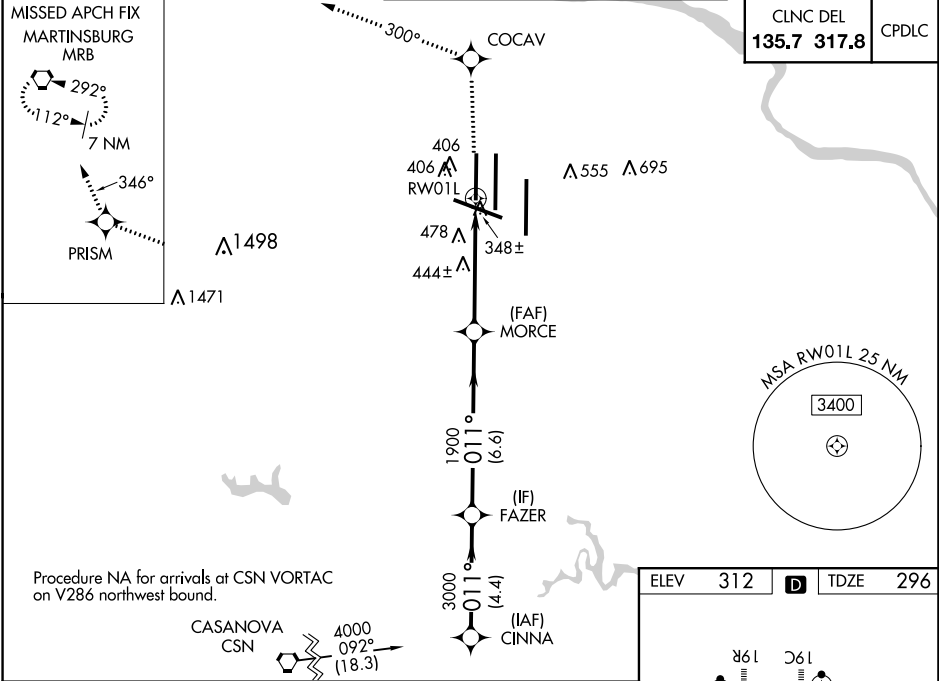 MISSED APCH FIX
MARTINSBURG
MRB
292°
112°
7 NM
346°
PRISM
300°
COCAV
CLNC DEL
135.7 317.8
CPDLC
406
406
RW01L
555
695
478
348±
444±
1498
1471
(FAF)
MORCE
MSA RW01L 25 NM
3400
1900
011°
(6.6)
(IF)
FAZER
3000
011°
(4.4)
(IAF)
CINNA
Procedure NA for arrivals at CSN VORTAC
on V286 northwest bound.
CASANOVA
CSN
4000
092°
(18.3)
ELEV 312 D TDZE 296
19R
19C